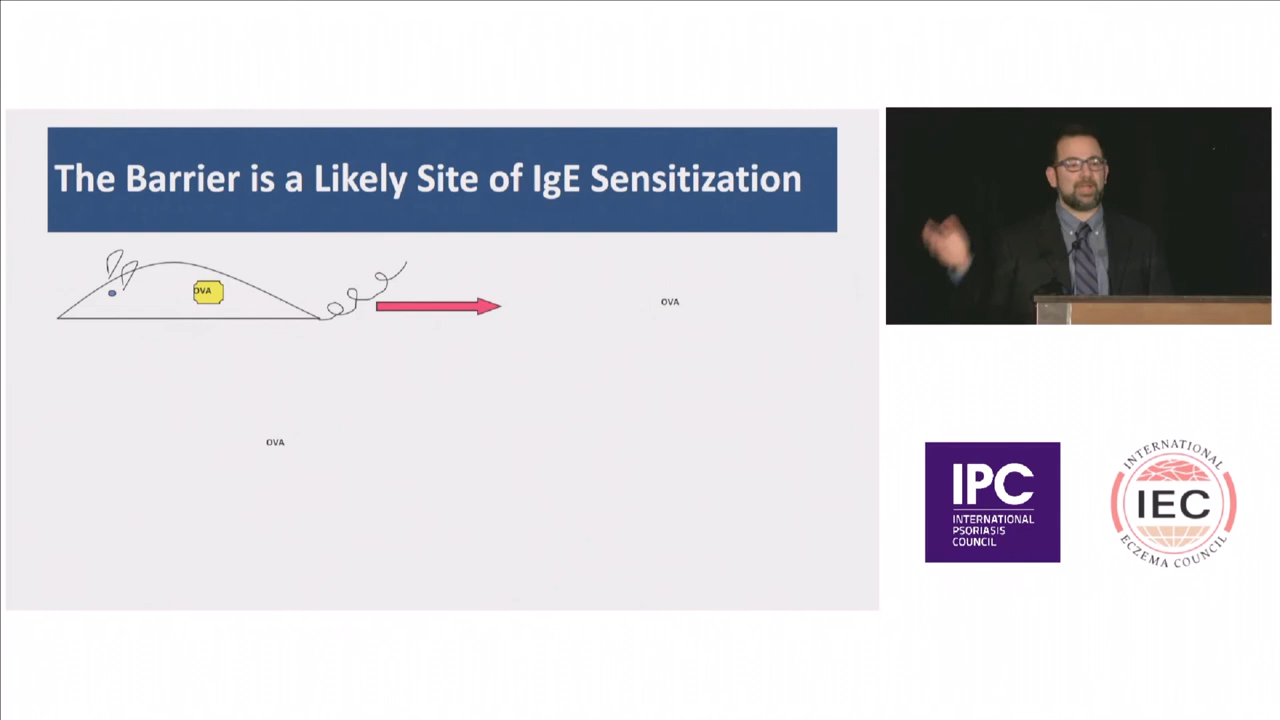 The Barrier is a Likely Site of IgE Sensitization
OVA
OVA
OVA
IPC
INTERNATIONAL
PSORIASIS
COUNCIL
INTERNATIONAL
IEC
ECZEMA COUNCIL